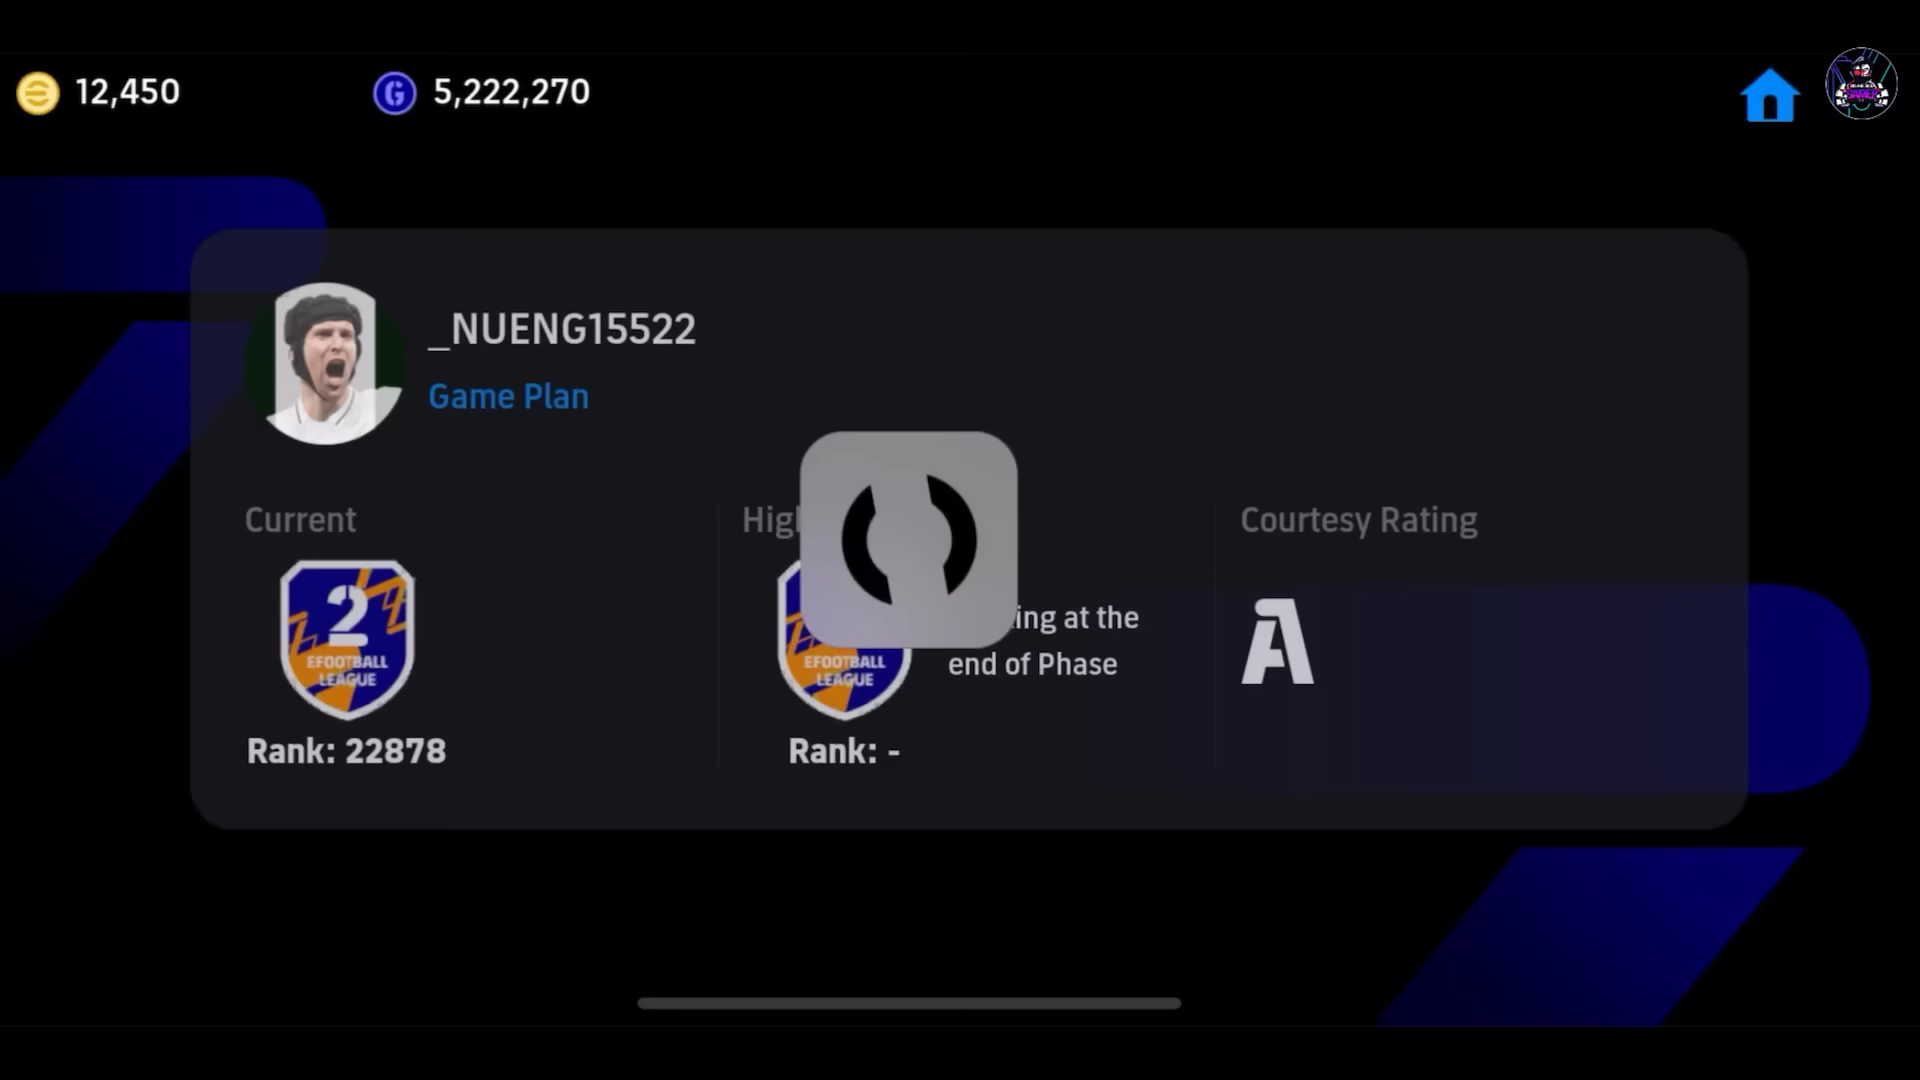 12,450
5,222,270
_NUENG15522
Game Plan
Current
Courtesy Rating
2
EFOOTBALL
LEAGUE
EFOOTBALL
LEAGUE
at the
end of Phase
A
Rank: 22878
Rank: -